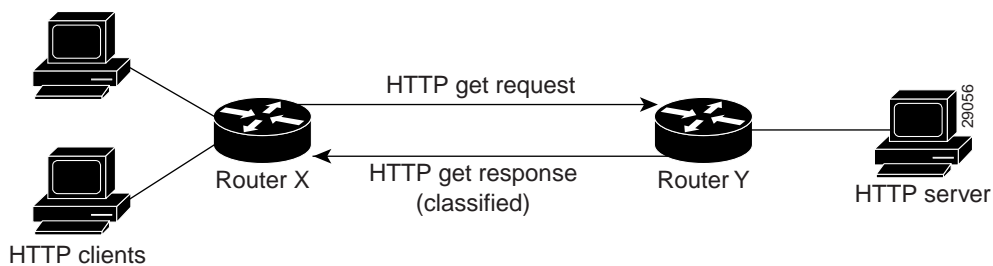 HTTP get request
29056
Router X
HTTP get response
(classified)
Router Y
HTTP server
HTTP clients